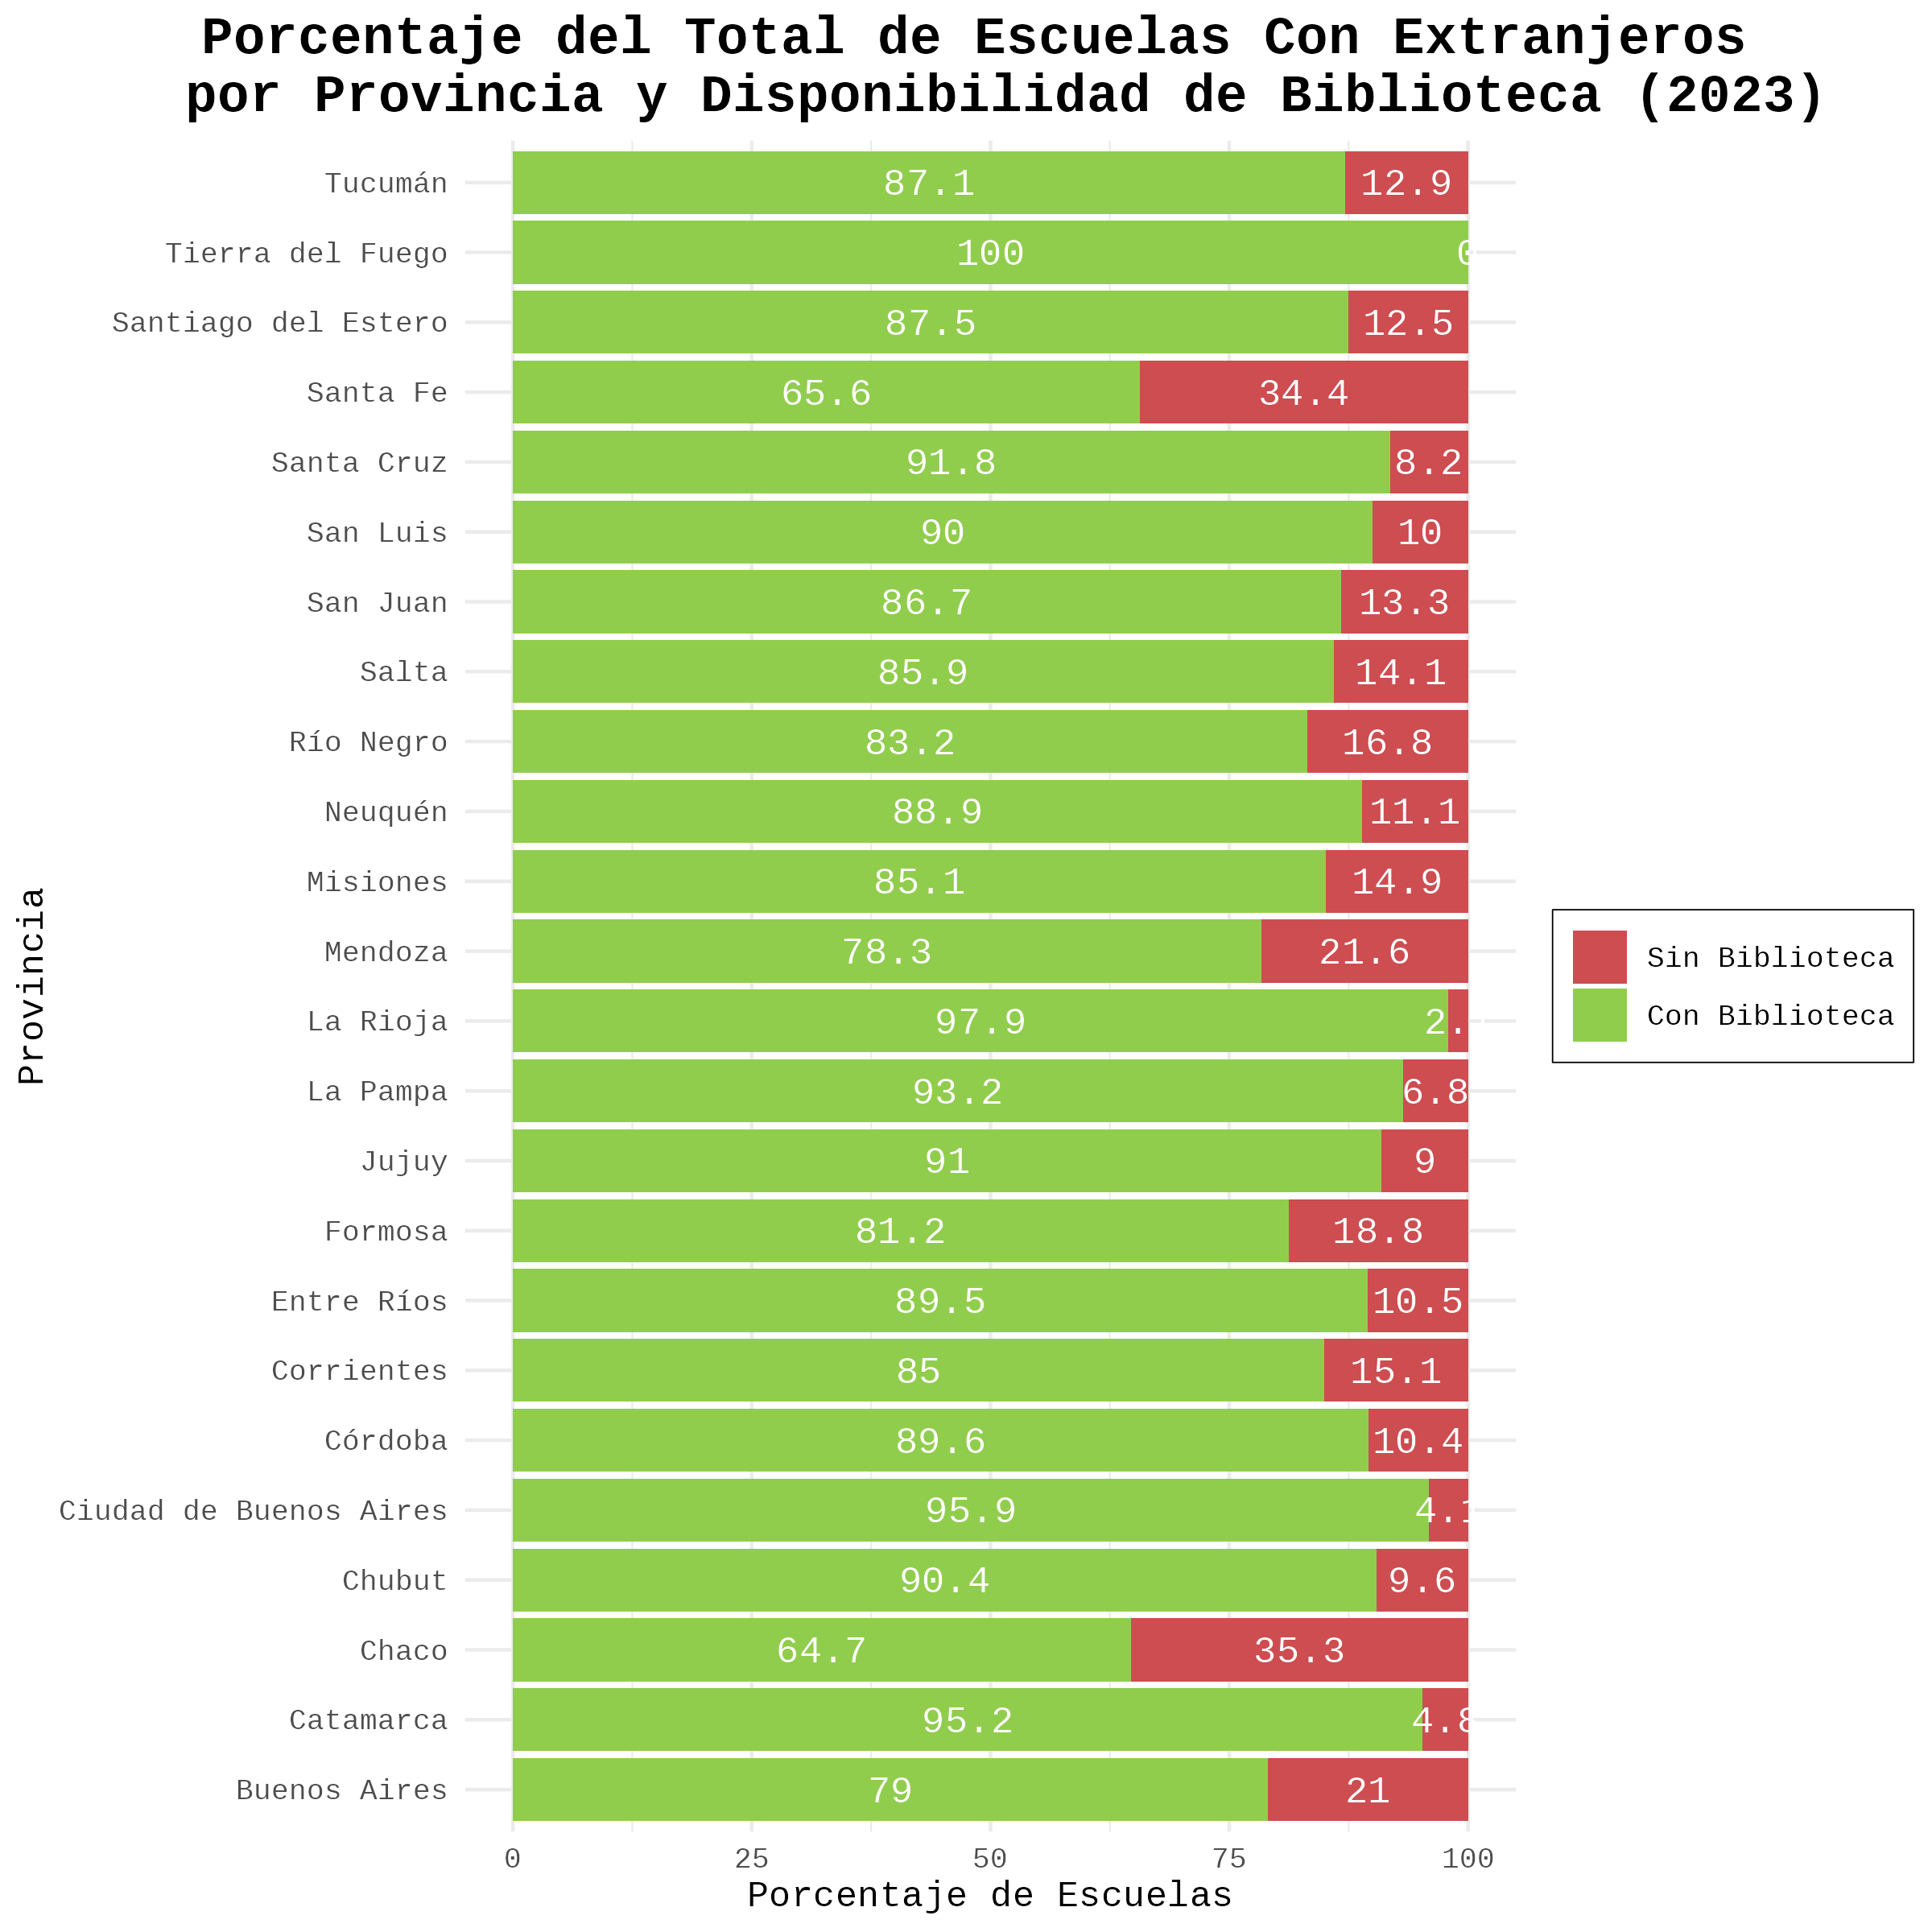 Porcentaje del Total de Escuelas Con Extranjeros
por Provincia y Disponibilidad de Biblioteca (2023)
Tucumán 87.1 12.9
Tierra del Fuego 100 0
Santiago del Estero 87.5 12.5
Santa Fe 65.6 34.4
Santa Cruz 91.8 8.2
San Luis 90 10
San Juan 86.7 13.3
Salta 85.9 14.1
Río Negro 83.2 16.8
Neuquén 88.9 11.1
Misiones 85.1 14.9
Mendoza 78.3 21.6
La Rioja 97.9 2.
La Pampa 93.2 6.8
Jujuy 91 9
Formosa 81.2 18.8
Entre Ríos 89.5 10.5
Corrientes 85 15.1
Córdoba 89.6 10.4
Ciudad de Buenos Aires 95.9 4.1
Chubut 90.4 9.6
Chaco 64.7 35.3
Catamarca 95.2 4.8
Buenos Aires 79 21
0 25 50 75 100
Porcentaje de Escuelas
Provincia
Sin Biblioteca
Con Biblioteca